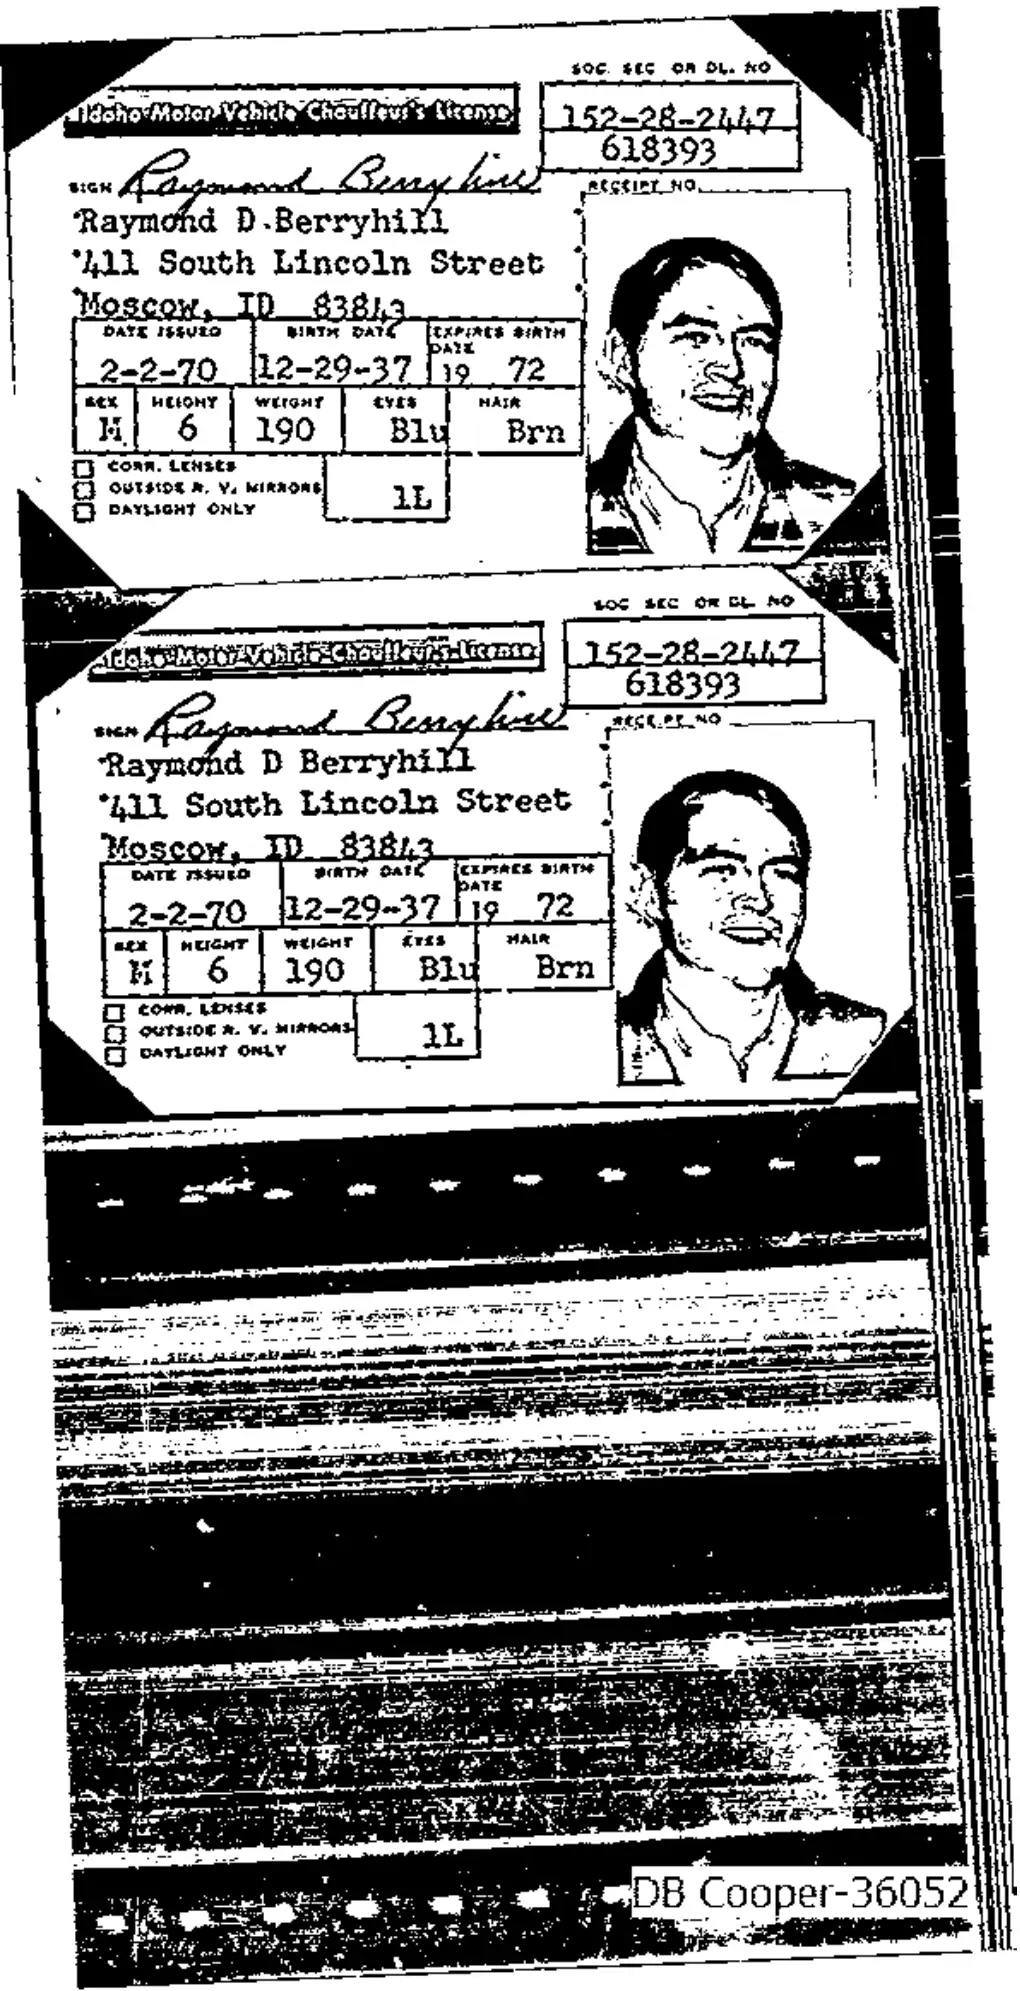 SOC. SEC OR DL. NO
Idaho Motor Vehicle Chauffeur's License
152-28-2447
618393
SIGN Raymond Berryhill
RECEIPT NO.
Raymond D. Berryhill
411 South Lincoln Street
Moscow, ID 83843
DATE ISSUED BIRTH DATE EXPIRES BIRTH DATE
2-2-70 12-29-37 19 72
SEX HEIGHT WEIGHT EYES HAIR
M 6 190 Blu Brn
CORR. LENSES
OUTSIDE R. V. MIRRORS
1L
DAYLIGHT ONLY
SOC SEC OR DL. NO
Idaho Motor Vehicle Chauffeur's License
152-28-2447
618393
SIGN Raymond Berryhill
RECEIPT NO
Raymond D Berryhill
411 South Lincoln Street
Moscow, ID 83843
DATE ISSUED BIRTH DATE EXPIRES BIRTH DATE
2-2-70 12-29-37 19 72
SEX HEIGHT WEIGHT EYES HAIR
M 6 190 Blu Brn
CORR. LENSES
OUTSIDE R. V. MIRRORS
1L
DAYLIGHT ONLY
DB Cooper-36052